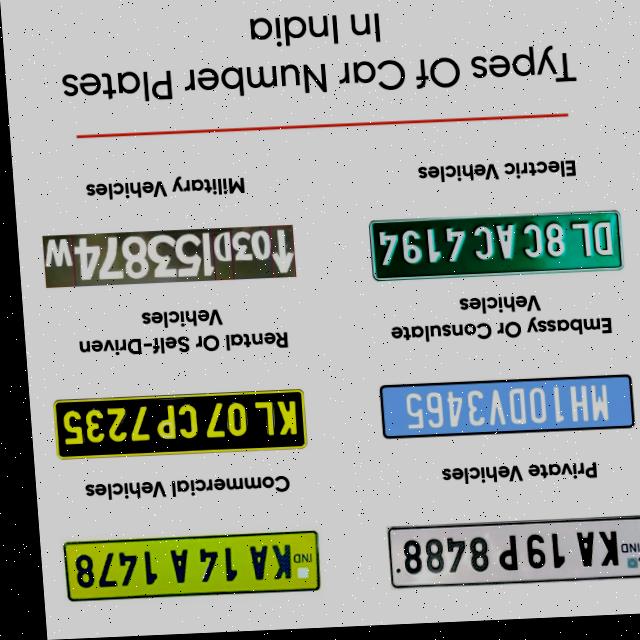 IND KA 19 P 8488
IND KA 14 A 1478
Private Vehicles
Commercial Vehicles
MH10DV3465
KL 07 CP 7235
Embassy Or Consulate
Vehicles
Rental Or Self-Driven
Vehicles
DL 8C AC 4194
↑03D153874W
Electric Vehicles
Military Vehicles
Types Of Car Number Plates
In India